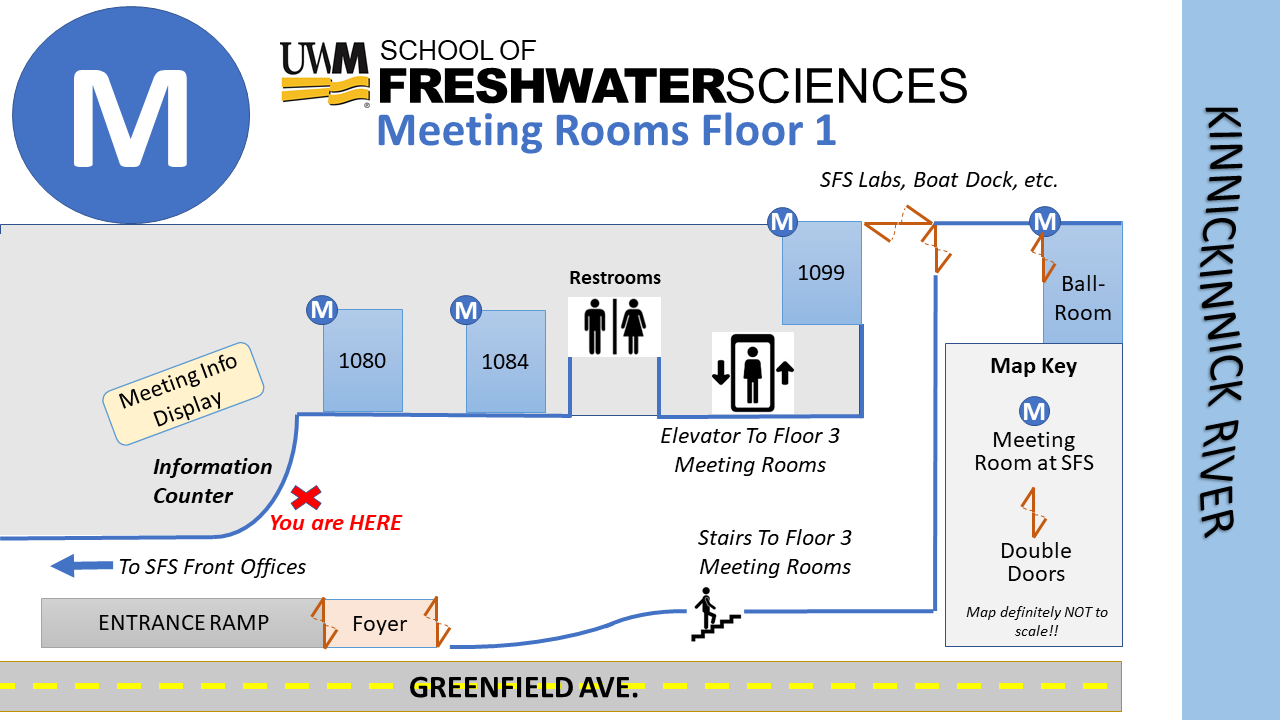 M
UWM
SCHOOL OF
FRESHWATERSCIENCES
®
Meeting Rooms Floor 1
SFS Labs, Boat Dock, etc.
M
M
1099
Ball-
Room
Restrooms
M
1080
M
1084
Meeting Info
Display
Information
Counter
You are HERE
Elevator To Floor 3
Meeting Rooms
Stairs To Floor 3
Meeting Rooms
To SFS Front Offices
ENTRANCE RAMP
Foyer
GREENFIELD AVE.
Map Key
M
Meeting
Room at SFS
Double
Doors
Map definitely NOT to
scale!!
KINNICKINNICK RIVER